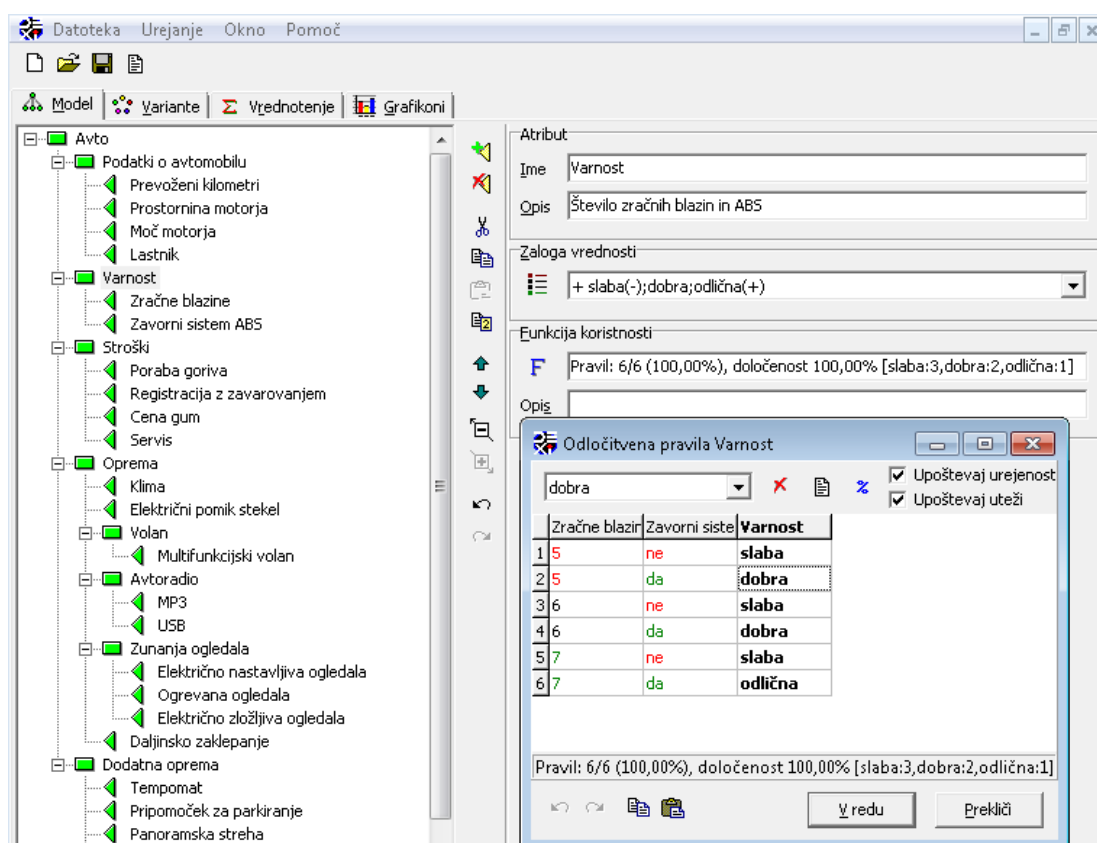 Datoteka Urejanje Okno Pomoč
Model Variante Vrednotenje Grafikoni
Avto
Podatki o avtomobilu
Prevoženi kilometri
Prostornina motorja
Moč motorja
Lastnik
Varnost
Zračne blazine
Zavorni sistem ABS
Stroški
Poraba goriva
Registracija z zavarovanjem
Cena gum
Servis
Oprema
Klima
Električni pomik stekel
Volan
Multifunkcijski volan
Avtoradio
MP3
USB
Zunanja ogledala
Električno nastavljiva ogledala
Ogrevana ogledala
Električno zložljiva ogledala
Daljinsko zaklepanje
Dodatna oprema
Tempomat
Pripomoček za parkiranje
Panoramska streha
Atribut
Ime Varnost
Opis Število zračnih blazin in ABS
Zaloga vrednosti
+ slaba(-);dobra;odlična(+)
Funkcija koristnosti
F Pravil: 6/6 (100,00%), določenost 100,00% [slaba:3,dobra:2,odlična:1]
Opis
Odločitvena pravila Varnost
dobra % Upoštevaj urejenost
Upoštevaj uteži
Zračne blazin Zavorni siste Varnost
1 5 ne slaba
2 5 da dobra
3 6 ne slaba
4 6 da dobra
5 7 ne slaba
6 7 da odlična
Pravil: 6/6 (100,00%), določenost 100,00% [slaba:3,dobra:2,odlična:1]
V redu Prekliči